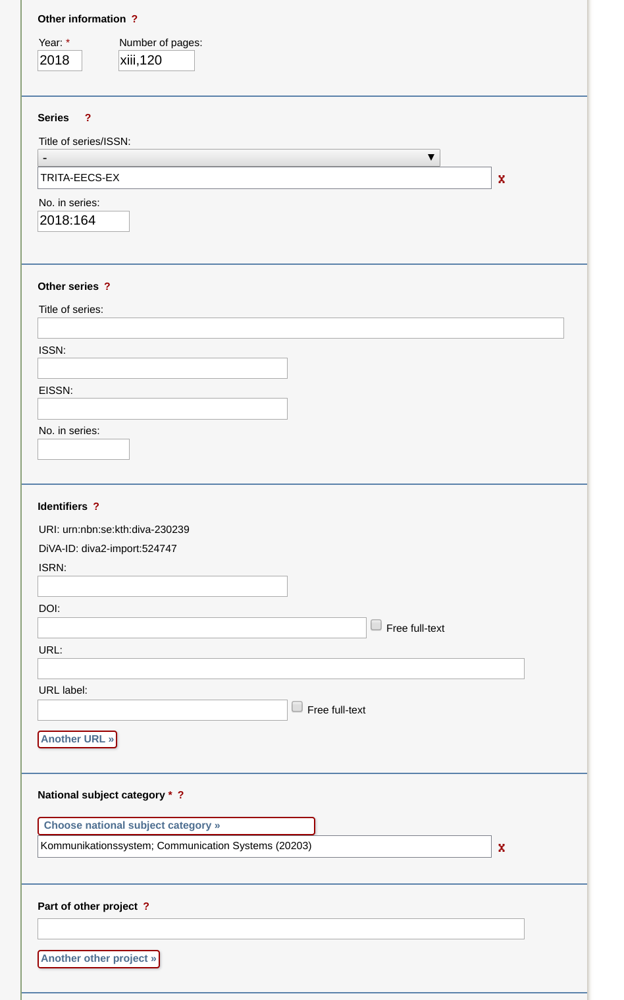 Other information ?
Year: * Number of pages:
2018 xiii,120
Series ?
Title of series/ISSN:
- ▼
TRITA-EECS-EX x
No. in series:
2018:164
Other series ?
Title of series:
ISSN:
EISSN:
No. in series:
Identifiers ?
URI: urn:nbn:se:kth:diva-230239
DiVA-ID: diva2-import:524747
ISRN:
DOI:
Free full-text
URL:
URL label:
Free full-text
Another URL »
National subject category * ?
Choose national subject category »
Kommunikationssystem; Communication Systems (20203) x
Part of other project ?
Another other project »